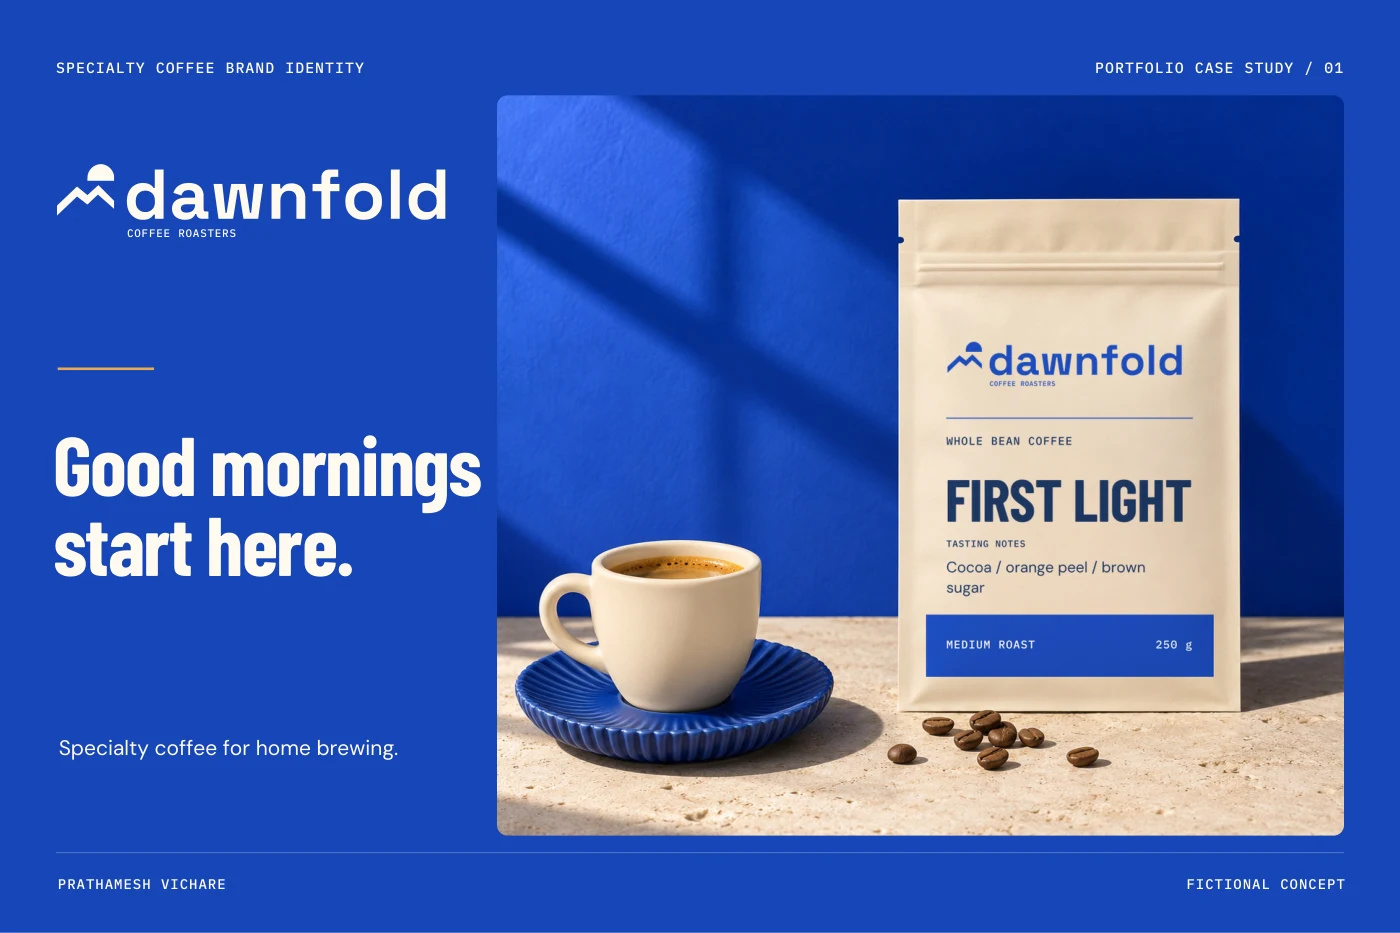 SPECIALTY COFFEE BRAND IDENTITY
PORTFOLIO CASE STUDY / 01
dawnfold
COFFEE ROASTERS
Good mornings
start here.
Specialty coffee for home brewing.
dawnfold
COFFEE ROASTERS
WHOLE BEAN COFFEE
FIRST LIGHT
TASTING NOTES
Cocoa / orange peel / brown
sugar
MEDIUM ROAST
250 g
PRATHAMESH VICHARE
FICTIONAL CONCEPT